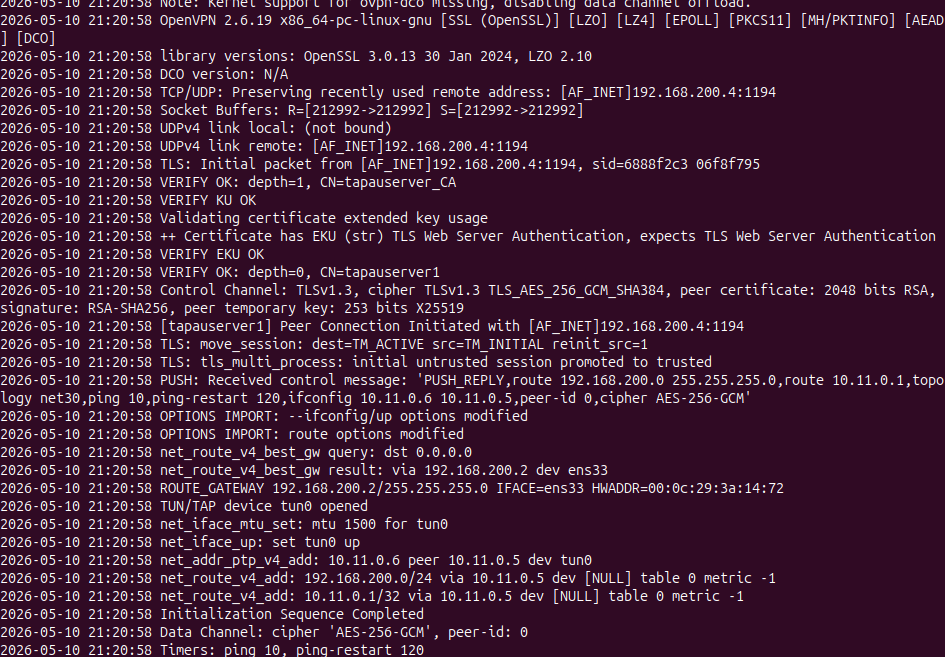 2026-05-10 21:20:58 Note: Kernel support for ovpn-dco missing, disabling data channel offload.
2026-05-10 21:20:58 OpenVPN 2.6.19 x86_64-pc-linux-gnu [SSL (OpenSSL)] [LZO] [LZ4] [EPOLL] [PKCS11] [MH/PKTINFO] [AEAD
] [DCO]
2026-05-10 21:20:58 library versions: OpenSSL 3.0.13 30 Jan 2024, LZO 2.10
2026-05-10 21:20:58 DCO version: N/A
2026-05-10 21:20:58 TCP/UDP: Preserving recently used remote address: [AF_INET]192.168.200.4:1194
2026-05-10 21:20:58 Socket Buffers: R=[212992->212992] S=[212992->212992]
2026-05-10 21:20:58 UDPv4 link local: (not bound)
2026-05-10 21:20:58 UDPv4 link remote: [AF_INET]192.168.200.4:1194
2026-05-10 21:20:58 TLS: Initial packet from [AF_INET]192.168.200.4:1194, sid=6888f2c3 06f8f795
2026-05-10 21:20:58 VERIFY OK: depth=1, CN=tapauserver_CA
2026-05-10 21:20:58 VERIFY KU OK
2026-05-10 21:20:58 Validating certificate extended key usage
2026-05-10 21:20:58 ++ Certificate has EKU (str) TLS Web Server Authentication, expects TLS Web Server Authentication
2026-05-10 21:20:58 VERIFY EKU OK
2026-05-10 21:20:58 VERIFY OK: depth=0, CN=tapauserver1
2026-05-10 21:20:58 Control Channel: TLSv1.3, cipher TLSv1.3 TLS_AES_256_GCM_SHA384, peer certificate: 2048 bits RSA,
signature: RSA-SHA256, peer temporary key: 253 bits X25519
2026-05-10 21:20:58 [tapauserver1] Peer Connection Initiated with [AF_INET]192.168.200.4:1194
2026-05-10 21:20:58 TLS: move_session: dest=TM_ACTIVE src=TM_INITIAL reinit_src=1
2026-05-10 21:20:58 TLS: tls_multi_process: initial untrusted session promoted to trusted
2026-05-10 21:20:58 PUSH: Received control message: 'PUSH_REPLY,route 192.168.200.0 255.255.255.0,route 10.11.0.1,topo
logy net30,ping 10,ping-restart 120,ifconfig 10.11.0.6 10.11.0.5,peer-id 0,cipher AES-256-GCM'
2026-05-10 21:20:58 OPTIONS IMPORT: --ifconfig/up options modified
2026-05-10 21:20:58 OPTIONS IMPORT: route options modified
2026-05-10 21:20:58 net_route_v4_best_gw query: dst 0.0.0.0
2026-05-10 21:20:58 net_route_v4_best_gw result: via 192.168.200.2 dev ens33
2026-05-10 21:20:58 ROUTE_GATEWAY 192.168.200.2/255.255.255.0 IFACE=ens33 HWADDR=00:0c:29:3a:14:72
2026-05-10 21:20:58 TUN/TAP device tun0 opened
2026-05-10 21:20:58 net_iface_mtu_set: mtu 1500 for tun0
2026-05-10 21:20:58 net_iface_up: set tun0 up
2026-05-10 21:20:58 net_addr_ptp_v4_add: 10.11.0.6 peer 10.11.0.5 dev tun0
2026-05-10 21:20:58 net_route_v4_add: 192.168.200.0/24 via 10.11.0.5 dev [NULL] table 0 metric -1
2026-05-10 21:20:58 net_route_v4_add: 10.11.0.1/32 via 10.11.0.5 dev [NULL] table 0 metric -1
2026-05-10 21:20:58 Initialization Sequence Completed
2026-05-10 21:20:58 Data Channel: cipher 'AES-256-GCM', peer-id: 0
2026-05-10 21:20:58 Timers: ping 10, ping-restart 120